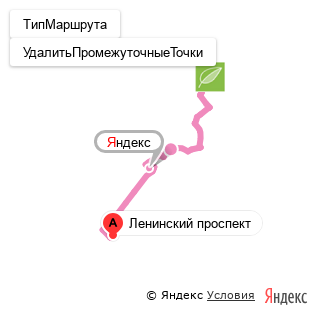 ТипМаршрута
УдалитьПромежуточныеТочки
Яндекс
А Ленинский проспект
© Яндекс Условия Яндекс